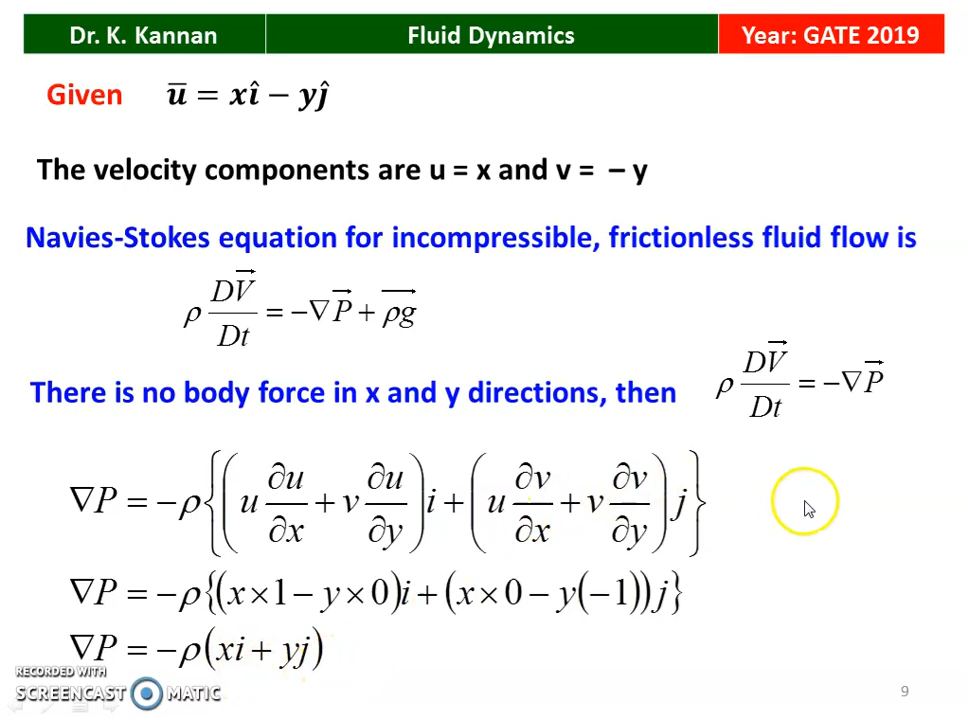 Dr. K. Kannan Fluid Dynamics Year: GATE 2019
Given u̅ = xî − yĵ
The velocity components are u = x and v = − y
Navies-Stokes equation for incompressible, frictionless fluid flow is
ρ DV⃗/Dt = −∇P⃗ + ρg⃗
There is no body force in x and y directions, then ρ DV⃗/Dt = −∇P⃗
∇P = −ρ{(u ∂u/∂x + v ∂u/∂y)i + (u ∂v/∂x + v ∂v/∂y)j}
∇P = −ρ{(x×1 − y×0)i + (x×0 − y(−1))j}
∇P = −ρ(xi + yj)
RECORDED WITH
SCREENCAST MATIC
9